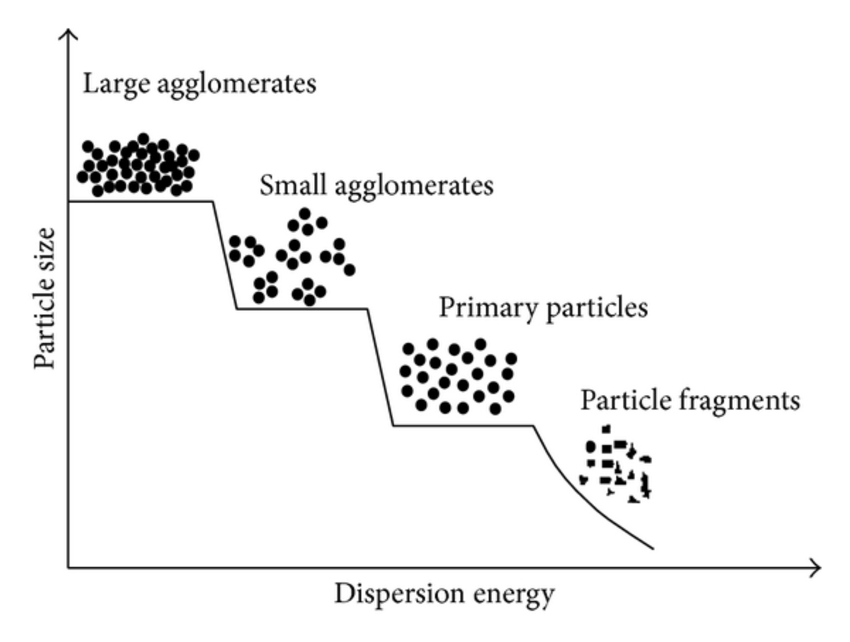 Large agglomerates
Small agglomerates
Primary particles
Particle fragments
Particle size
Dispersion energy